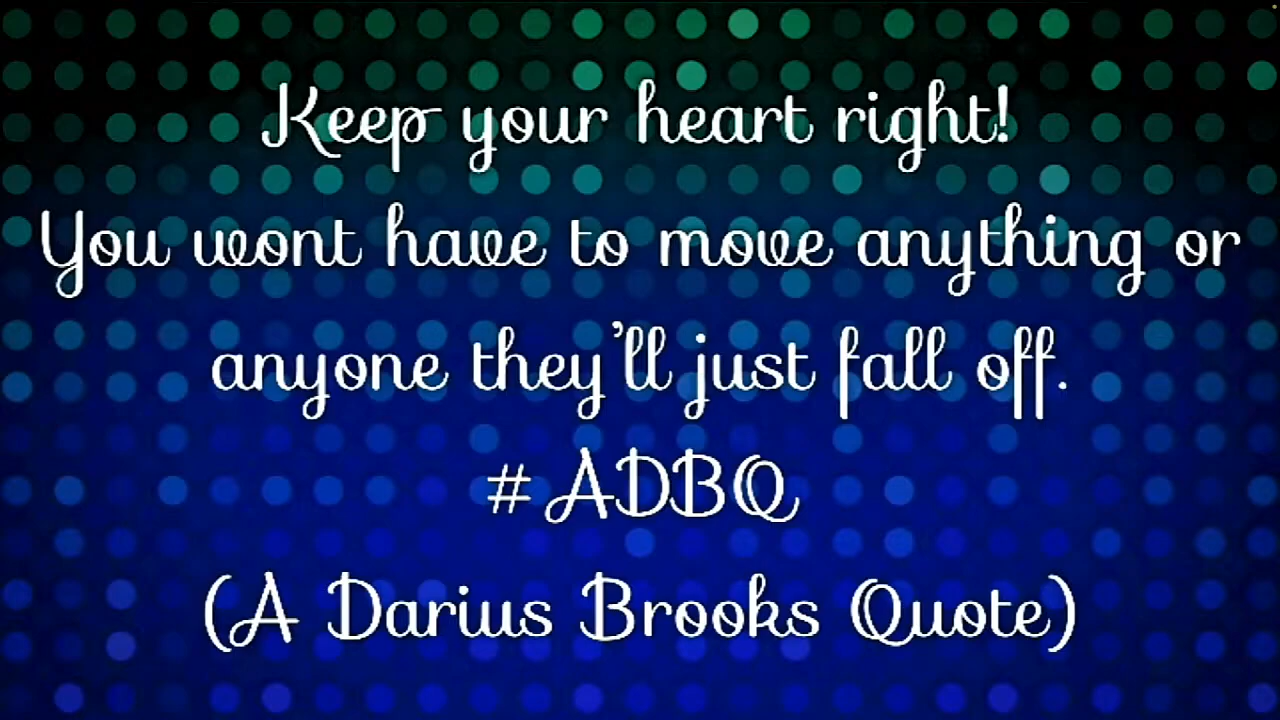 Keep your heart right!
You wont have to move anything or
anyone they'll just fall off.
#ADBQ
(A Darius Brooks Quote)